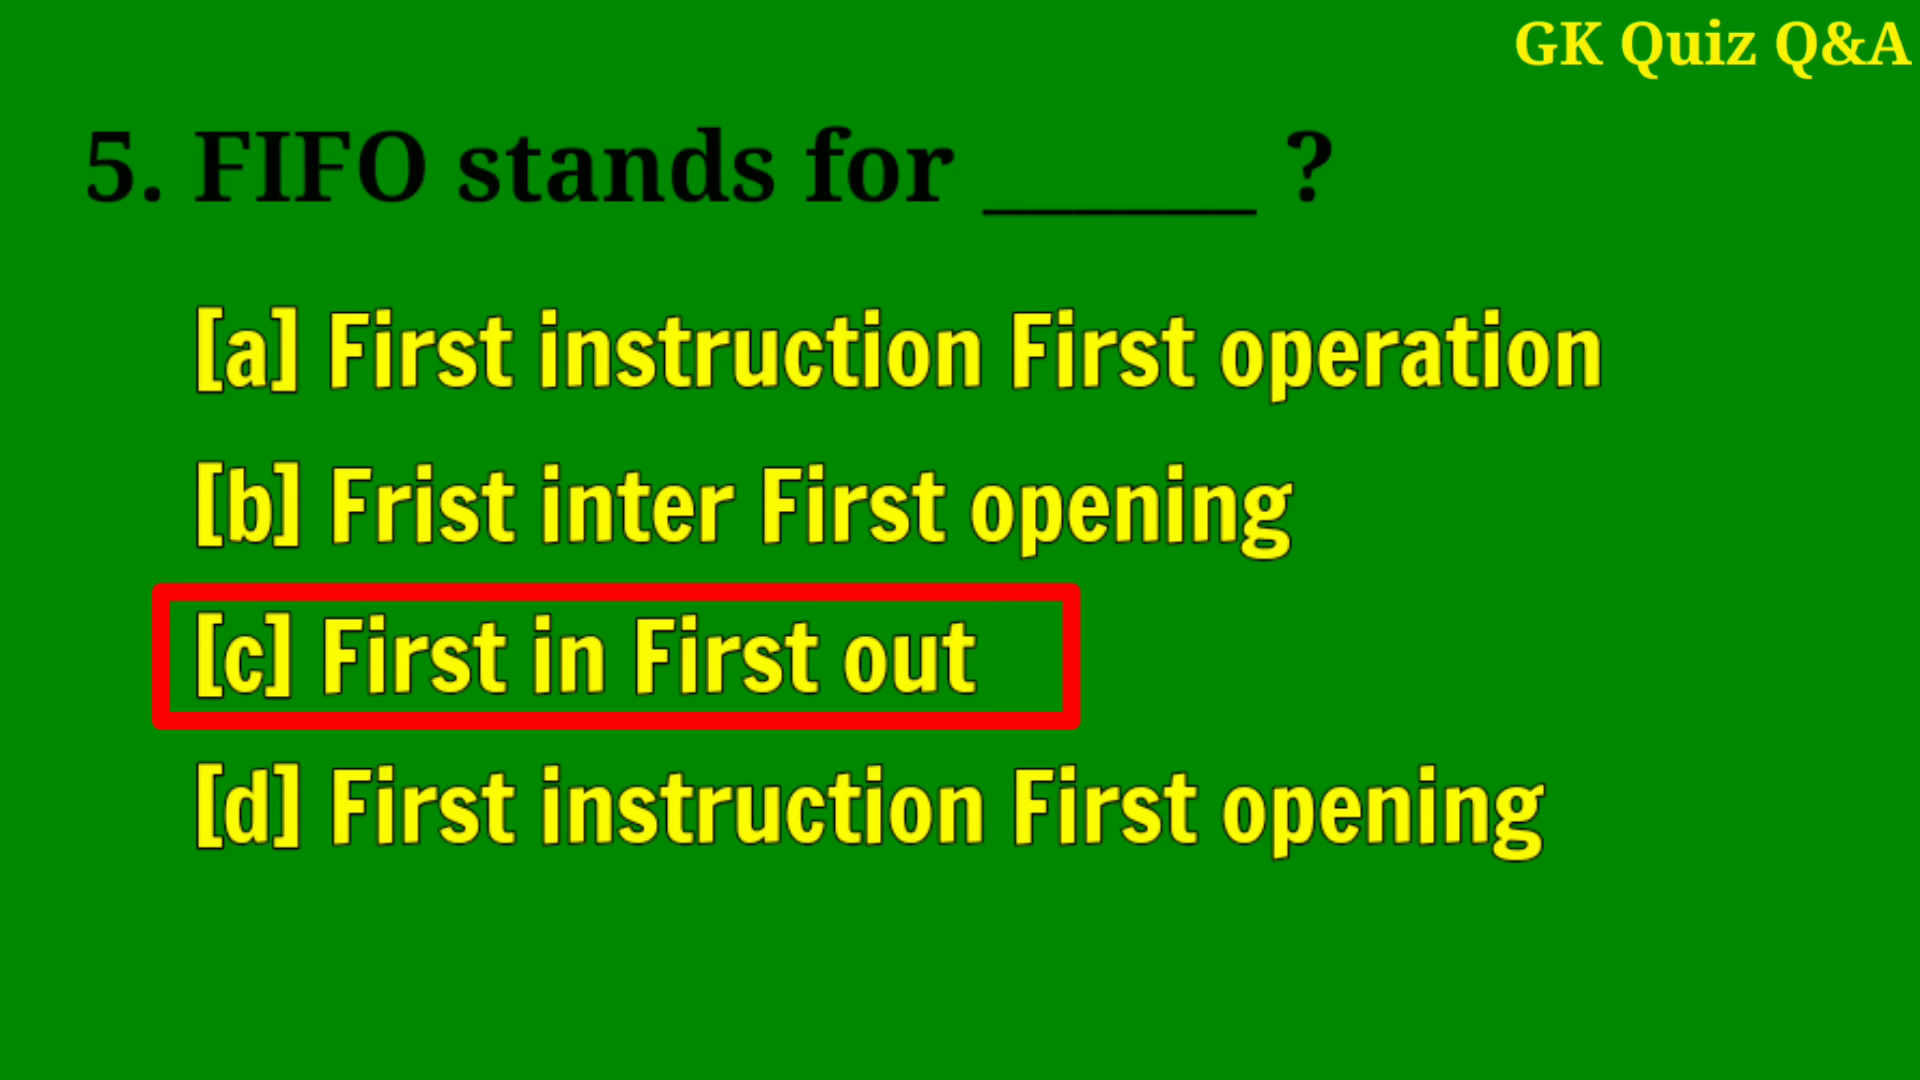 GK Quiz Q&A
5. FIFO stands for ______ ?
[a] First instruction First operation
[b] Frist inter First opening
[c] First in First out
[d] First instruction First opening